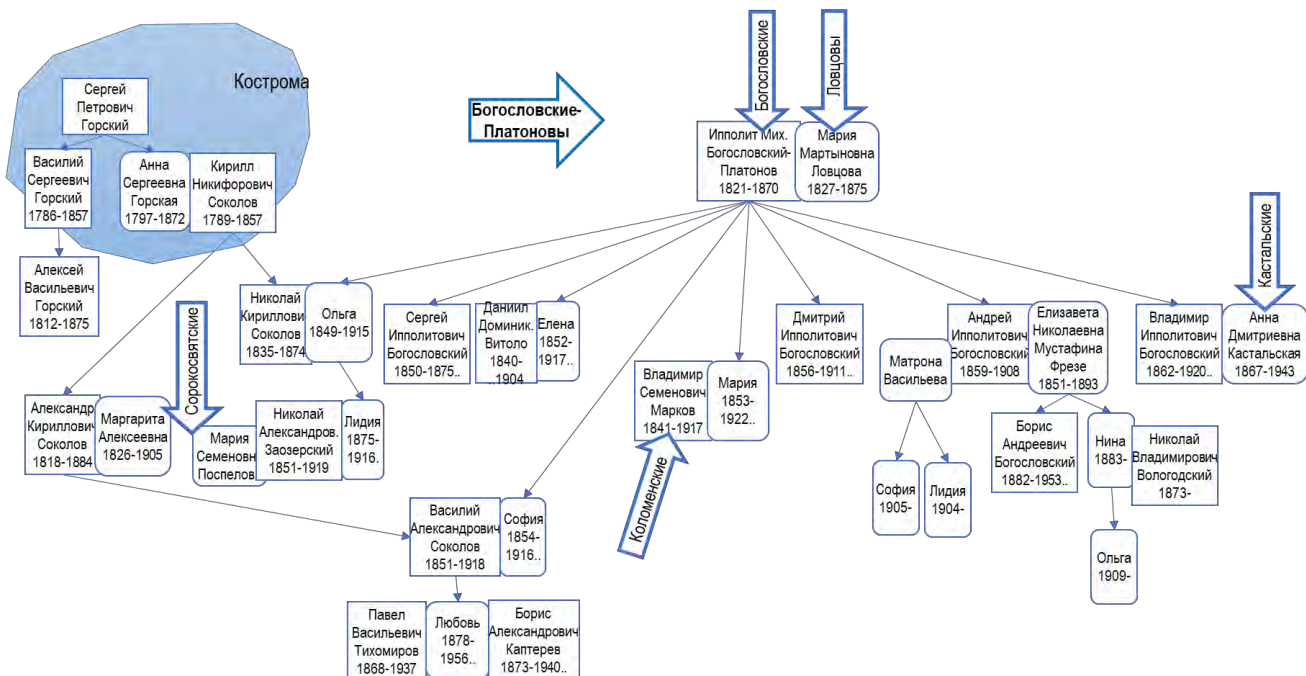 Кострома
Сергей
Петрович
Горский
Василий
Сергеевич
Горский
1786-1857
Анна
Сергеевна
Горская
1797-1872
Кирилл
Никифорович
Соколов
1789-1857
Алексей
Васильевич
Горский
1812-1875
Богословские-
Платоновы
Богословские
Ловцовы
Ипполит Мих.
Богословский-
Платонов
1821-1870
Мария
Мартыновна
Ловцова
1827-1875
Кастальские
Николай
Кириллови
Соколов
1835-1874
Ольга
1849-1915
Сергей
Ипполитович
Богословский
1850-1875..
Даниил
Доминик.
Витоло
1840-
..1904
Елена
1852-
1917..
Дмитрий
Ипполитович
Богословский
1856-1911..
Матрона
Васильева
Андрей
Ипполитович
Богословский
1859-1908
Елизавета
Николаевна
Мустафина
Фрезе
1851-1893
Владимир
Ипполитович
Богословский
1862-1920..
Анна
Дмитриевна
Кастальская
1867-1943
Сорокосвятские
Владимир
Семенович
Марков
1841-1917
Мария
1853-
1922..
Коломенские
Александр
Кириллович
Соколов
1818-1884
Маргарита
Алексеевна
1826-1905
Мария
Семеновн
Поспелов
Николай
Александров.
Заозерский
1851-1919
Лидия
1875-
1916..
София
1905-
Лидия
1904-
Борис
Андреевич
Богословский
1882-1953..
Нина
1883-
Николай
Владимирович
Вологодский
1873-
Ольга
1909-
Василий
Александрович
Соколов
1851-1918
София
1854-
1916..
Павел
Васильевич
Тихомиров
1868-1937
Любовь
1878-
1956..
Борис
Александрович
Каптерев
1873-1940..